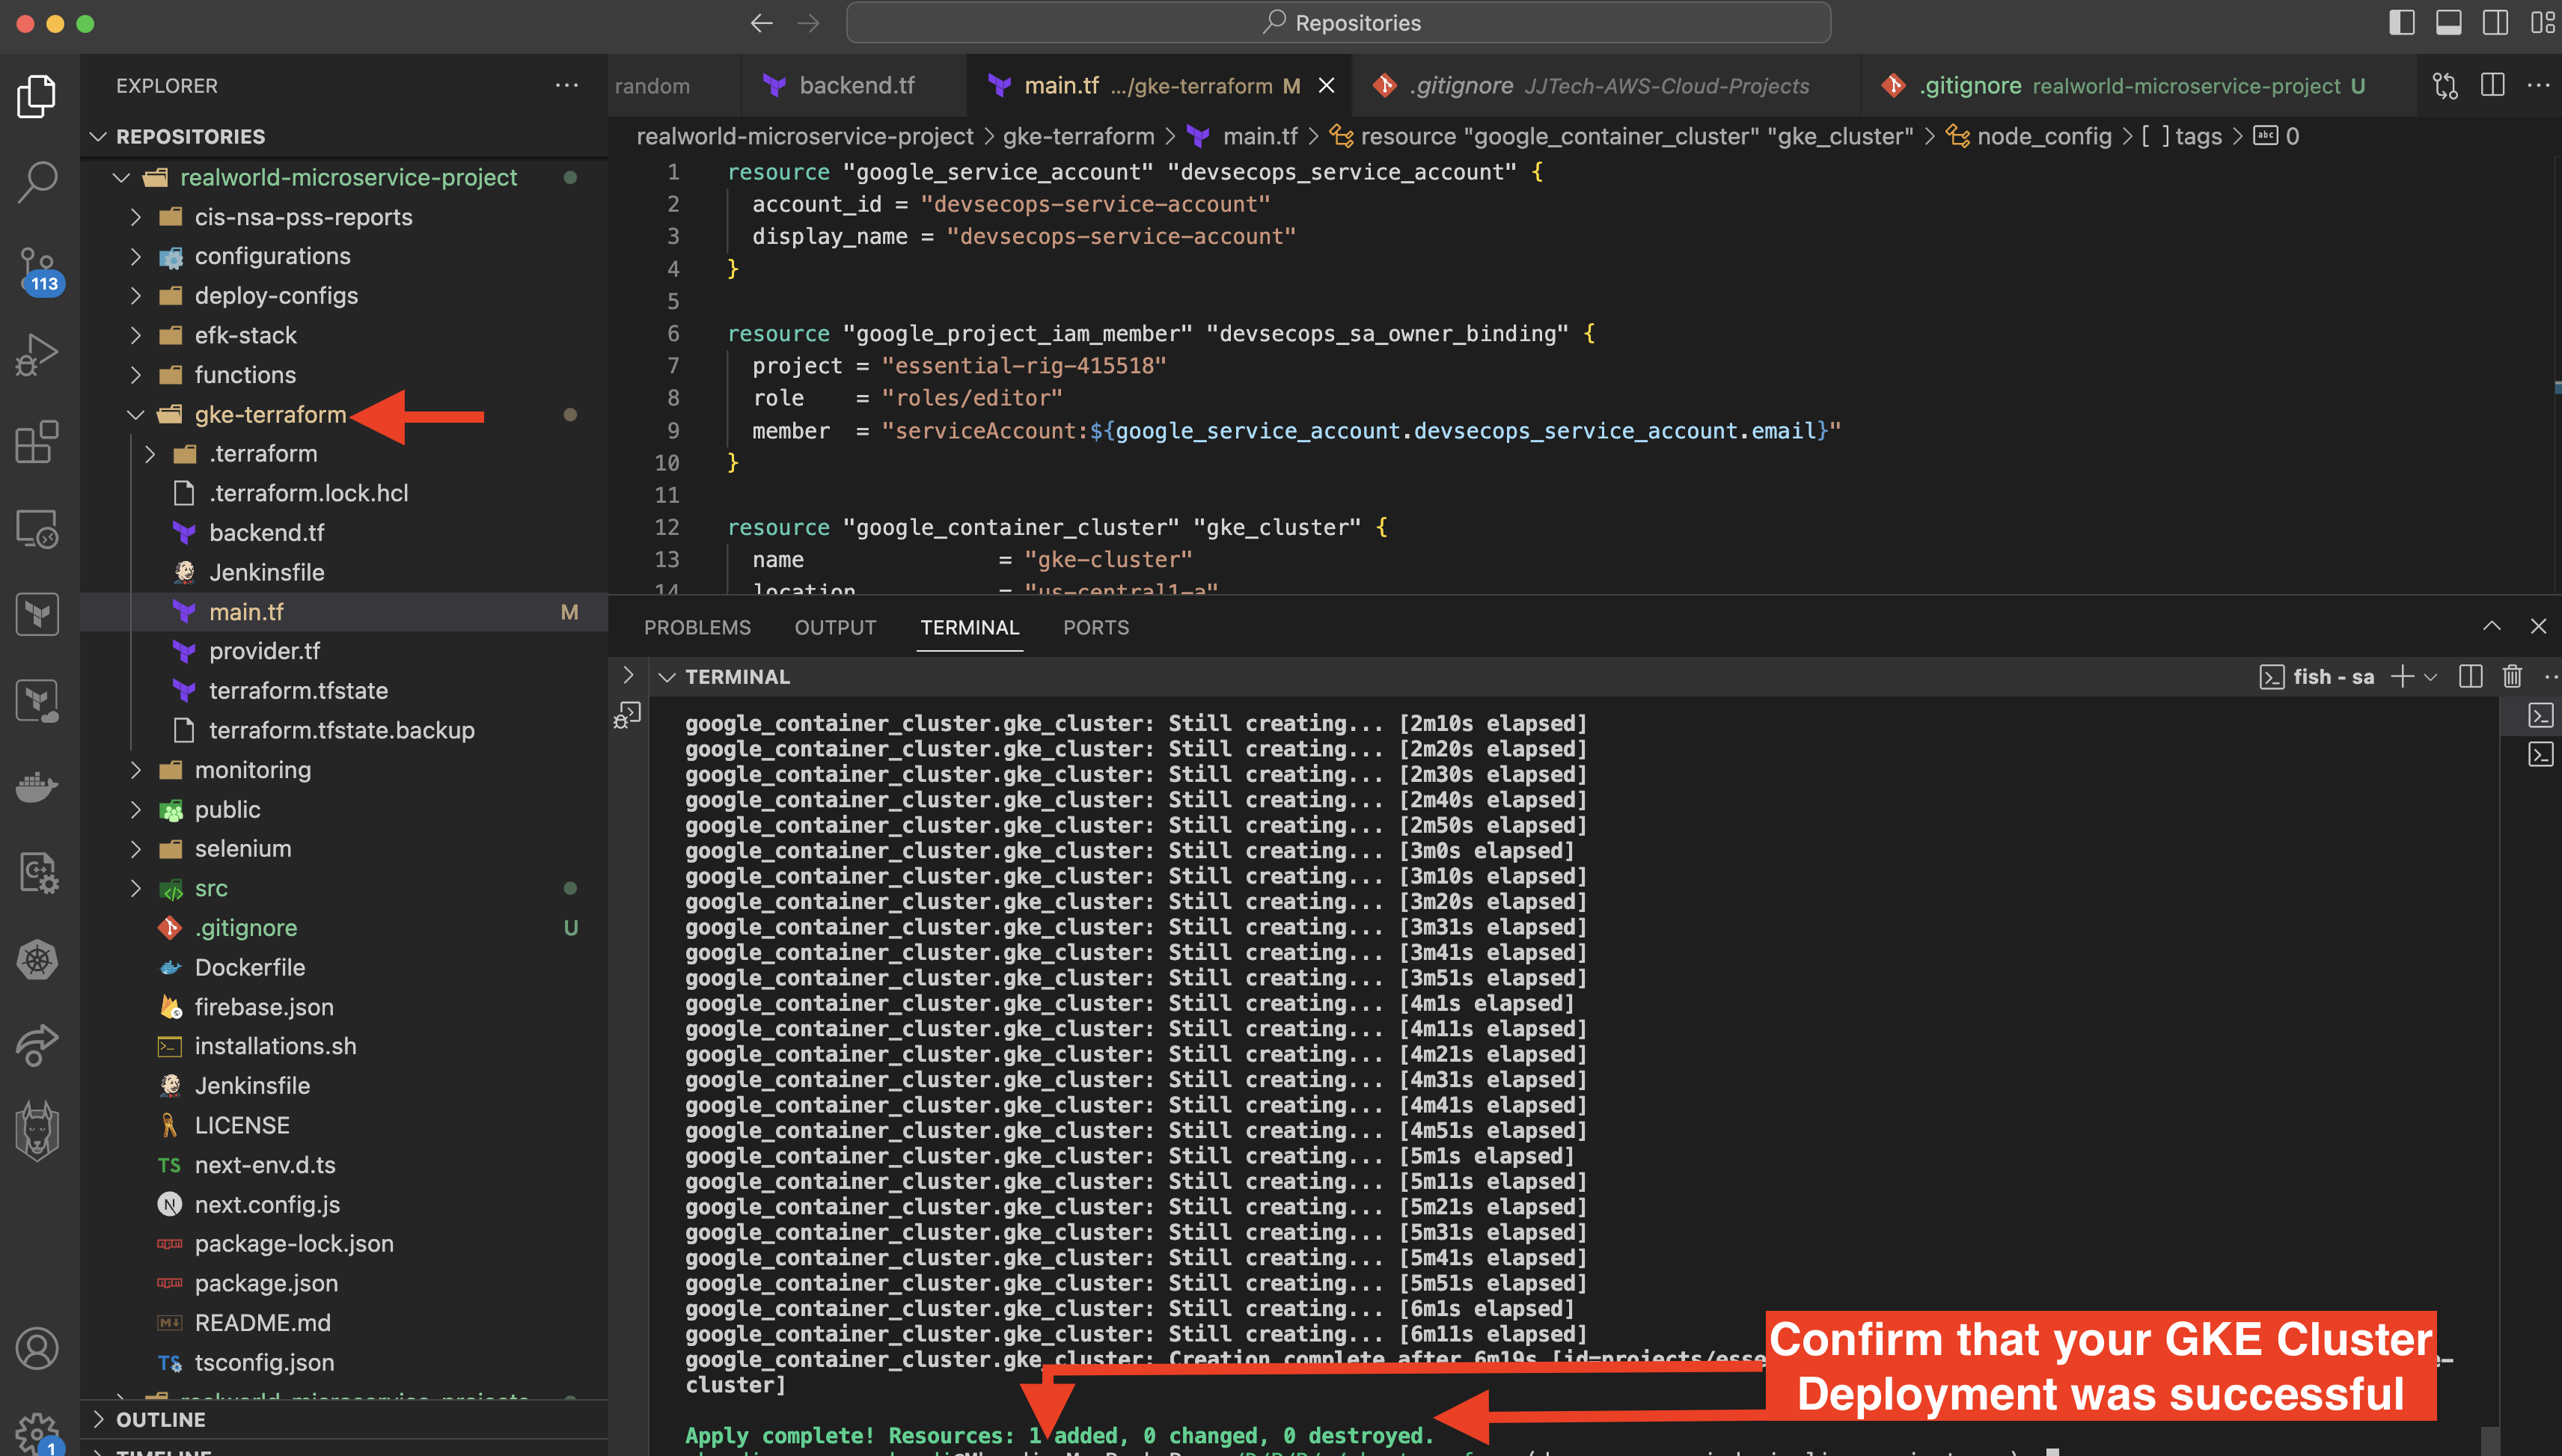 Repositories
EXPLORER
random
backend.tf
main.tf .../gke-terraform M
.gitignore JJTech-AWS-Cloud-Projects
.gitignore realworld-microservice-project U
REPOSITORIES
realworld-microservice-project > gke-terraform > main.tf > resource "google_container_cluster" "gke_cluster" > node_config > [ ] tags > abc 0
realworld-microservice-project
cis-nsa-pss-reports
configurations
113
deploy-configs
efk-stack
functions
gke-terraform
.terraform
.terraform.lock.hcl
backend.tf
Jenkinsfile
main.tf M
provider.tf
terraform.tfstate
terraform.tfstate.backup
monitoring
public
selenium
src
.gitignore U
Dockerfile
firebase.json
installations.sh
Jenkinsfile
LICENSE
TS next-env.d.ts
N next.config.js
package-lock.json
package.json
M README.md
TS tsconfig.json
realworld-microservice-projects
OUTLINE
TIMELINE
1
1 resource "google_service_account" "devsecops_service_account" {
2 account_id = "devsecops-service-account"
3 display_name = "devsecops-service-account"
4 }
5
6 resource "google_project_iam_member" "devsecops_sa_owner_binding" {
7 project = "essential-rig-415518"
8 role = "roles/editor"
9 member = "serviceAccount:${google_service_account.devsecops_service_account.email}"
10 }
11
12 resource "google_container_cluster" "gke_cluster" {
13 name = "gke-cluster"
14 location = "us-central1-a"
PROBLEMS OUTPUT TERMINAL PORTS
TERMINAL
fish - sa
google_container_cluster.gke_cluster: Still creating... [2m10s elapsed]
google_container_cluster.gke_cluster: Still creating... [2m20s elapsed]
google_container_cluster.gke_cluster: Still creating... [2m30s elapsed]
google_container_cluster.gke_cluster: Still creating... [2m40s elapsed]
google_container_cluster.gke_cluster: Still creating... [2m50s elapsed]
google_container_cluster.gke_cluster: Still creating... [3m0s elapsed]
google_container_cluster.gke_cluster: Still creating... [3m10s elapsed]
google_container_cluster.gke_cluster: Still creating... [3m20s elapsed]
google_container_cluster.gke_cluster: Still creating... [3m31s elapsed]
google_container_cluster.gke_cluster: Still creating... [3m41s elapsed]
google_container_cluster.gke_cluster: Still creating... [3m51s elapsed]
google_container_cluster.gke_cluster: Still creating... [4m1s elapsed]
google_container_cluster.gke_cluster: Still creating... [4m11s elapsed]
google_container_cluster.gke_cluster: Still creating... [4m21s elapsed]
google_container_cluster.gke_cluster: Still creating... [4m31s elapsed]
google_container_cluster.gke_cluster: Still creating... [4m41s elapsed]
google_container_cluster.gke_cluster: Still creating... [4m51s elapsed]
google_container_cluster.gke_cluster: Still creating... [5m1s elapsed]
google_container_cluster.gke_cluster: Still creating... [5m11s elapsed]
google_container_cluster.gke_cluster: Still creating... [5m21s elapsed]
google_container_cluster.gke_cluster: Still creating... [5m31s elapsed]
google_container_cluster.gke_cluster: Still creating... [5m41s elapsed]
google_container_cluster.gke_cluster: Still creating... [5m51s elapsed]
google_container_cluster.gke_cluster: Still creating... [6m1s elapsed]
google_container_cluster.gke_cluster: Still creating... [6m11s elapsed]
google_container_cluster.gke_cluster: Creation complete after 6m19s [id=projects/esse
cluster]
Apply complete! Resources: 1 added, 0 changed, 0 destroyed.
Confirm that your GKE Cluster
Deployment was successful